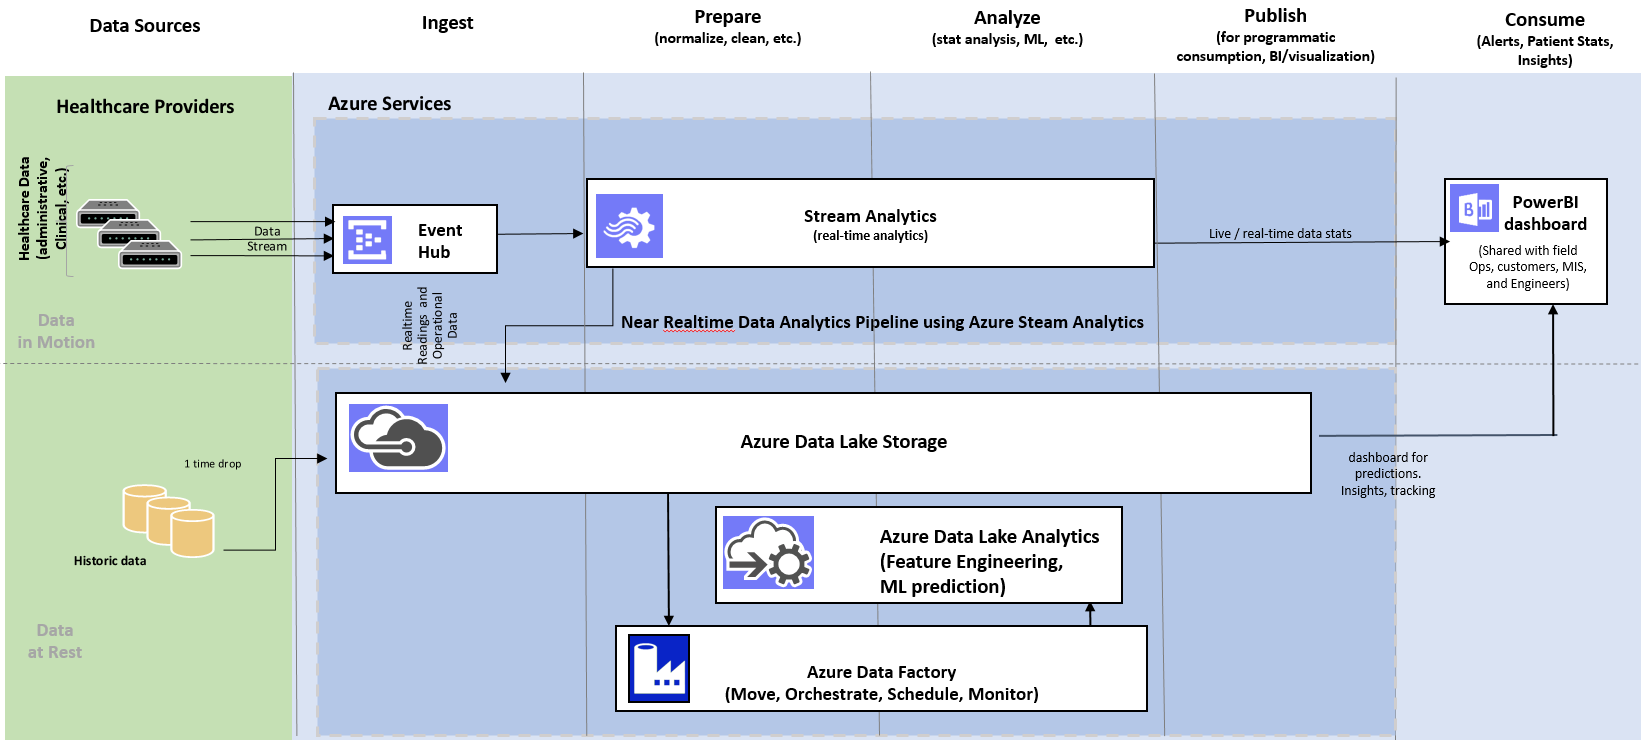 Data Sources
Ingest
Prepare
(normalize, clean, etc.)
Analyze
(stat analysis, ML, etc.)
Publish
(for programmatic
consumption, BI/visualization)
Consume
(Alerts, Patient Stats,
Insights)
Healthcare Providers
Azure Services
Healthcare Data
(administrative,
Clinical, etc.)
Data
Stream
Event
Hub
Stream Analytics
(real-time analytics)
Live / real-time data stats
B
PowerBI
dashboard
(Shared with field
Ops, customers, MIS,
and Engineers)
Data
in Motion
Realtime
Readings and
Operational
Data
Near Realtime Data Analytics Pipeline using Azure Steam Analytics
Azure Data Lake Storage
1 time drop
Historic data
dashboard for
predictions.
Insights, tracking
Azure Data Lake Analytics
(Feature Engineering,
ML prediction)
Data
at Rest
Azure Data Factory
(Move, Orchestrate, Schedule, Monitor)